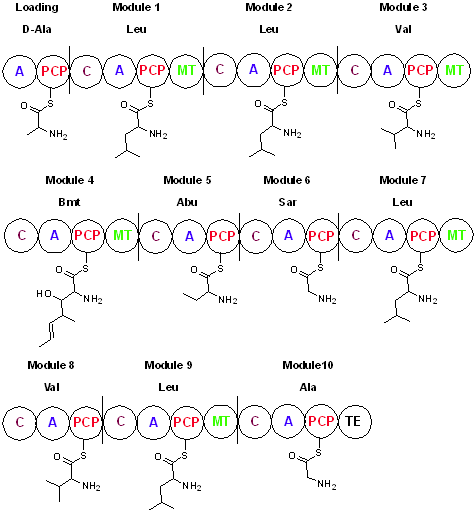 Loading Module 1 Module 2 Module 3
D-Ala Leu Leu Val
A PCP C A PCP MT C A PCP MT C A PCP MT
S S S S
O O O O
NH2 NH2 NH2 NH2
Module 4 Module 5 Module 6 Module 7
Bmt Abu Sar Leu
C A PCP MT C A PCP C A PCP C A PCP MT
S S S S
O O O O
HO NH2 NH2 NH2 NH2
Module 8 Module 9 Module10
Val Leu Ala
C A PCP C A PCP MT C A PCP TE
S S S
O O O
NH2 NH2 NH2